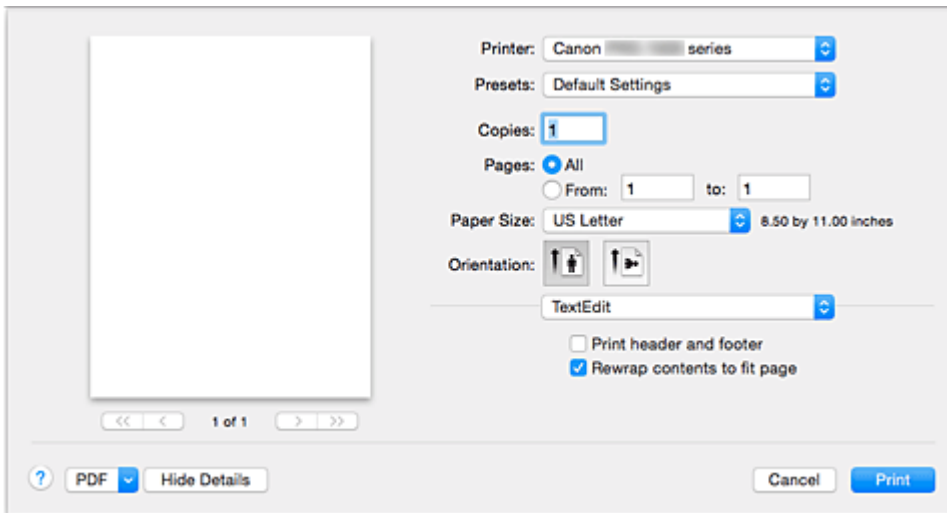 Printer: Canon series
Presets: Default Settings
Copies: 1
Pages: All
From: 1 to: 1
Paper Size: US Letter 8.50 by 11.00 inches
Orientation:
TextEdit
Print header and footer
Rewrap contents to fit page
<< < 1 of 1 > >>
? PDF Hide Details Cancel Print